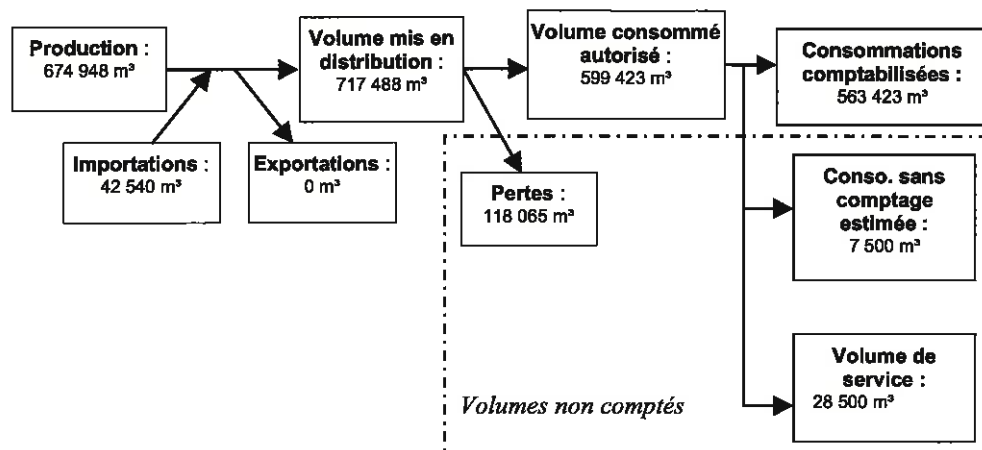 Production :
674 948 m³
Volume mis en
distribution :
717 488 m³
Volume consommé
autorisé :
599 423 m³
Consommations
comptabilisées :
563 423 m³
Importations :
42 540 m³
Exportations :
0 m³
Pertes :
118 065 m³
Conso. sans
comptage
estimée :
7 500 m³
Volume de
service :
28 500 m³
Volumes non comptés